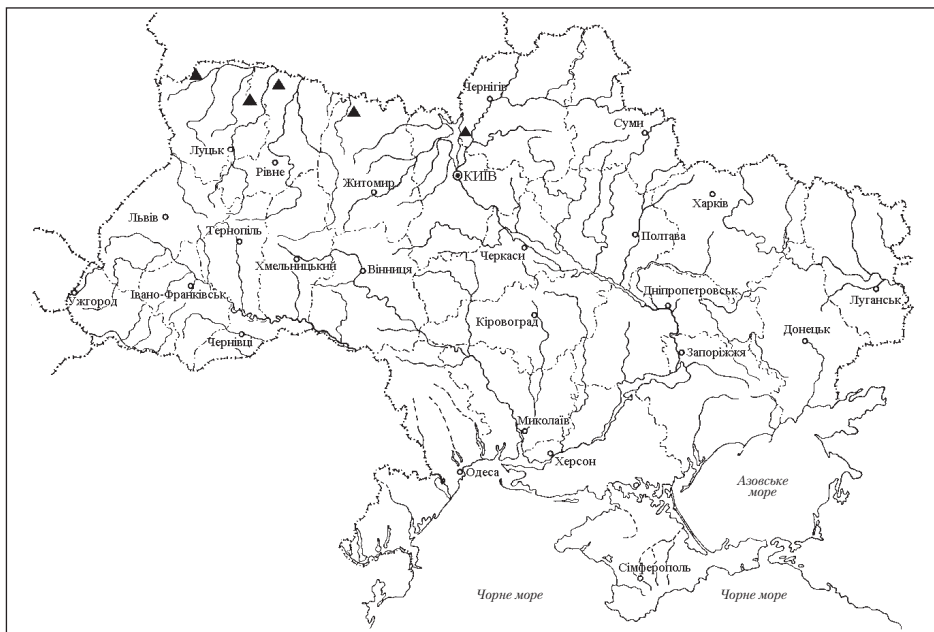 Чернігів
Суми
Луцьк
Рівне
КИЇВ
Житомир
Харків
Львів
Тернопіль
Полтава
Черкаси
Хмельницький
Вінниця
Ужгород
Івано-Франківськ
Дніпропетровськ
Луганськ
Кіровоград
Донецьк
Чернівці
Запоріжжя
Миколаїв
Херсон
Одеса
Азовське
море
Сімферополь
Чорне море
Чорне море